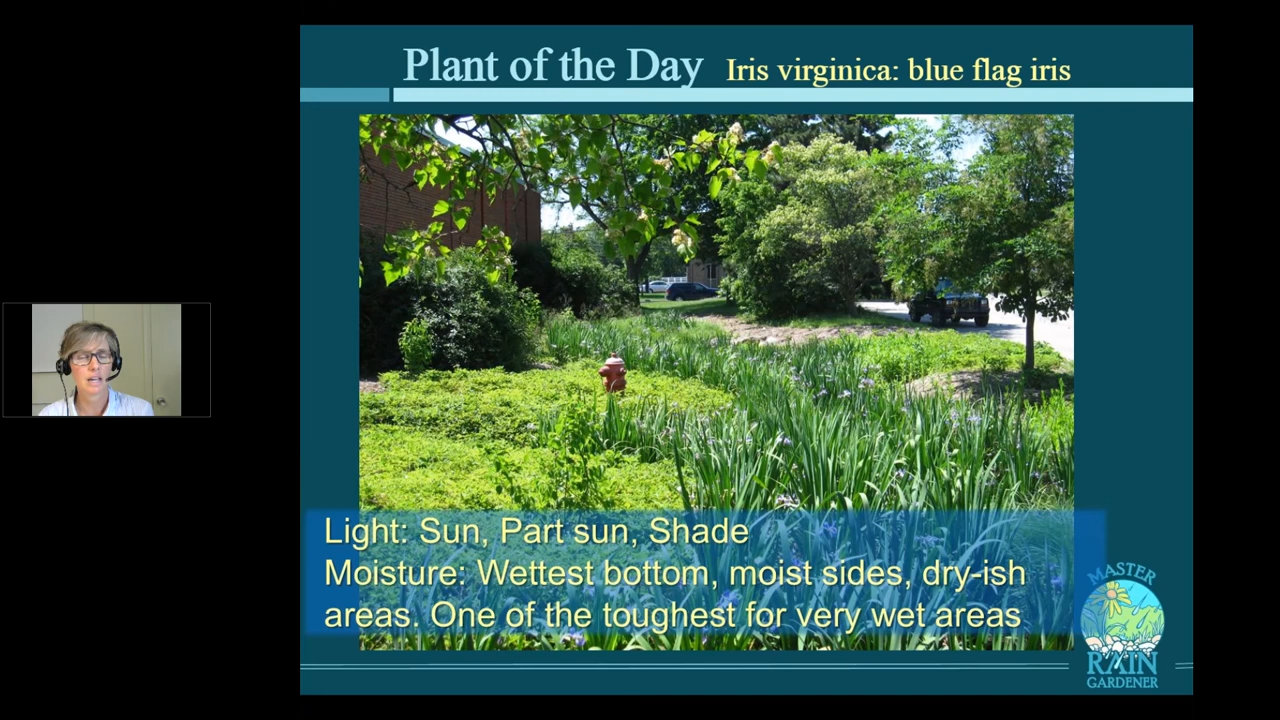 Plant of the Day Iris virginica: blue flag iris
Light: Sun, Part sun, Shade
Moisture: Wettest bottom, moist sides, dry-ish
areas. One of the toughest for very wet areas
MASTER
RAIN
GARDENER